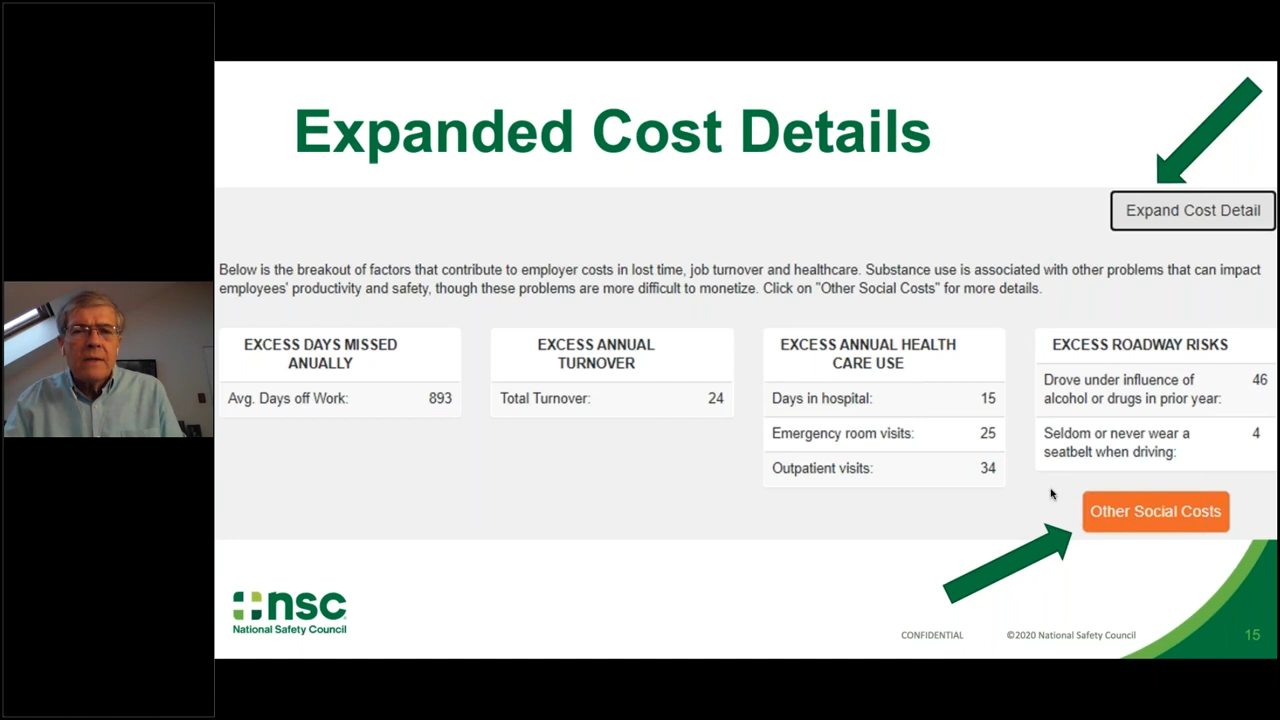 Expanded Cost Details
Expand Cost Detail
Below is the breakout of factors that contribute to employer costs in lost time, job turnover and healthcare. Substance use is associated with other problems that can impact
employees' productivity and safety, though these problems are more difficult to monetize. Click on "Other Social Costs" for more details.
EXCESS DAYS MISSED
ANUALLY
Avg. Days off Work: 893
EXCESS ANNUAL
TURNOVER
Total Turnover: 24
EXCESS ANNUAL HEALTH
CARE USE
Days in hospital: 15
Emergency room visits: 25
Outpatient visits: 34
EXCESS ROADWAY RISKS
Drove under influence of 46
alcohol or drugs in prior year:
Seldom or never wear a 4
seatbelt when driving:
Other Social Costs
nsc
National Safety Council
CONFIDENTIAL
©2020 National Safety Council
15